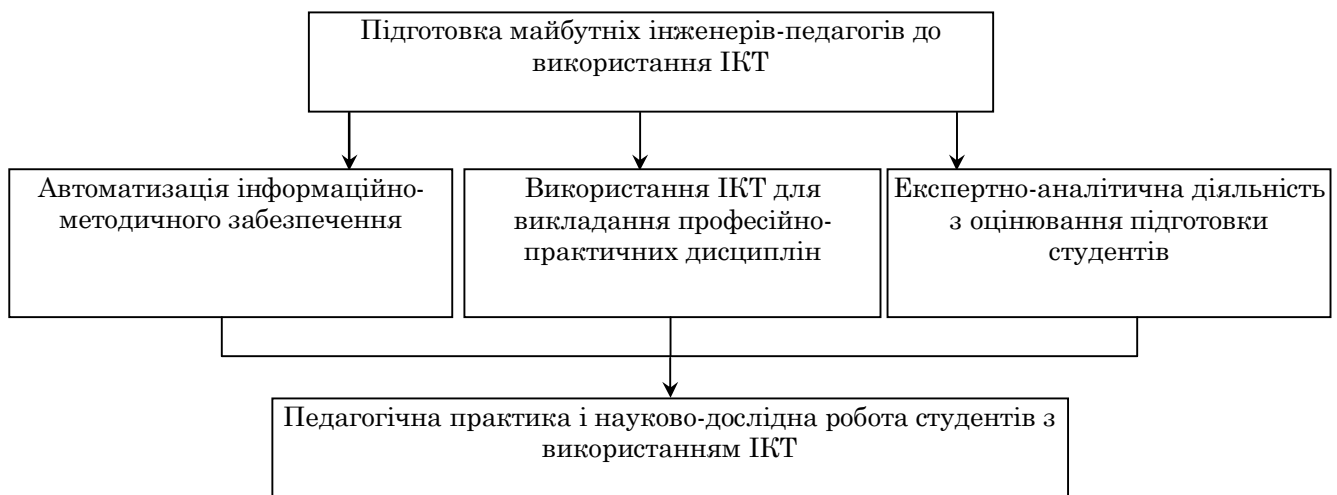 Підготовка майбутніх інженерів-педагогів до
використання ІКТ
Автоматизація інформаційно-
методичного забезпечення
Використання ІКТ для
викладання професійно-
практичних дисциплін
Експертно-аналітична діяльність
з оцінювання підготовки
студентів
Педагогічна практика і науково-дослідна робота студентів з
використанням ІКТ